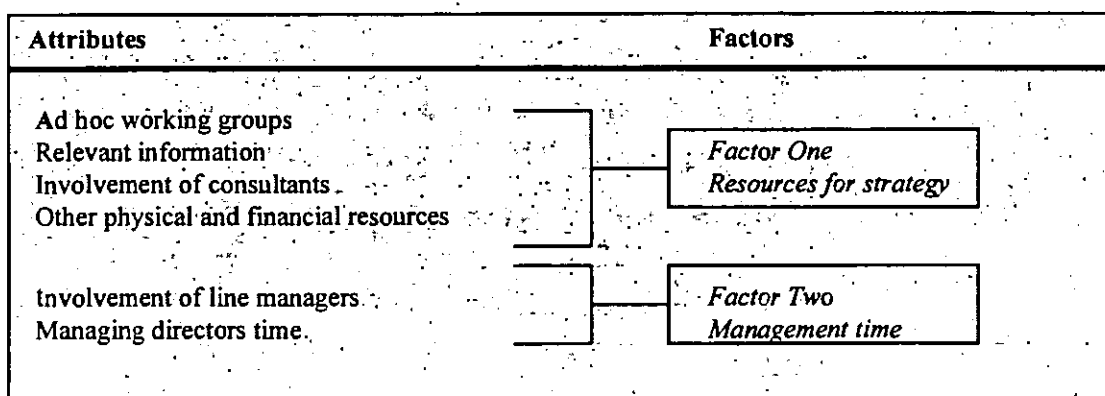 Attributes Factors
Ad hoc working groups
Relevant information
Involvement of consultants
Other physical and financial resources
Factor One
Resources for strategy
Involvement of line managers
Managing directors time.
Factor Two
Management time